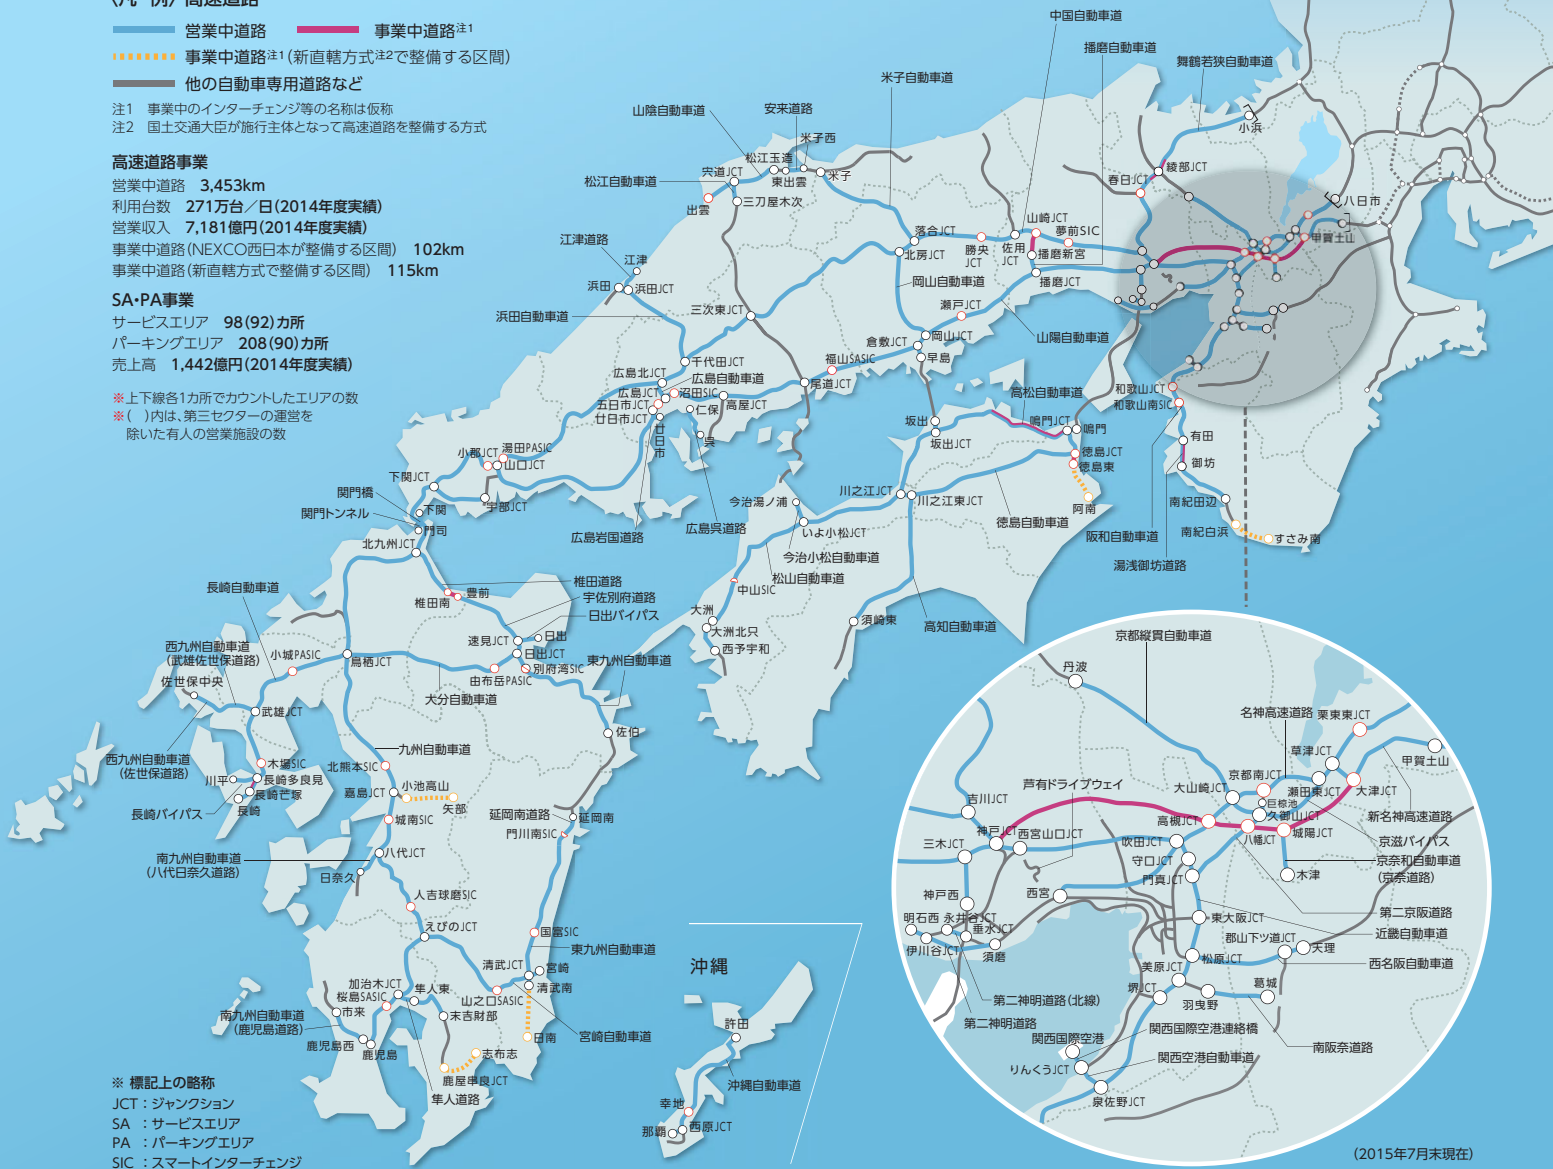 〈凡 例〉高速道路
営業中道路
事業中道路注1
事業中道路注1(新直轄方式注2で整備する区間)
他の自動車専用道路など
注1 事業中のインターチェンジ等の名称は仮称
注2 国土交通大臣が施行主体となって高速道路を整備する方式
高速道路事業
営業中道路 3,453km
利用台数 271万台／日(2014年度実績)
営業収入 7,181億円(2014年度実績)
事業中道路(NEXCO西日本が整備する区間) 102km
事業中道路(新直轄方式で整備する区間) 115km
SA・PA事業
サービスエリア 98(92)カ所
パーキングエリア 208(90)カ所
売上高 1,442億円(2014年度実績)
※上下線各1カ所でカウントしたエリアの数
※( )内は、第三セクターの運営を
除いた有人の営業施設の数
中国自動車道
播磨自動車道
舞鶴若狭自動車道
米子自動車道
山陰自動車道
安来道路
米子西
松江玉造
宍道JCT
東出雲
米子
松江自動車道
出雲
三刀屋木次
小浜
綾部JCT
春日JCT
八日市
甲賀土山
江津道路
江津
浜田
浜田JCT
浜田自動車道
三次東JCT
落合JCT
北房JCT
岡山自動車道
勝央
JCT
佐用
JCT
山崎JCT
夢前SIC
播磨新宮
播磨JCT
瀬戸JCT
山陽自動車道
岡山JCT
倉敷JCT
早島
福山SASIC
尾道JCT
千代田JCT
広島北JCT
広島自動車道
広島JCT
沼田SIC
五日市JCT
廿日市JCT
廿日市
仁保
高屋JCT
呉
広島呉道路
広島岩国道路
湯田PASIC
小郡JCT
山口JCT
宇部JCT
下関JCT
関門橋
関門トンネル
下関
門司
北九州JCT
高松自動車道
坂出
坂出JCT
鳴門JCT
鳴門
徳島JCT
徳島東
阿南
徳島自動車道
川之江JCT
川之江東JCT
今治湯ノ浦
いよ小松JCT
今治小松自動車道
松山自動車道
中山SIC
大洲
大洲北只
西予宇和
須崎東
高知自動車道
和歌山JCT
和歌山南SIC
有田
御坊
南紀田辺
南紀白浜
すさみ南
阪和自動車道
湯浅御坊道路
長崎自動車道
椎田道路
宇佐別府道路
日出バイパス
椎田南
豊前
速見JCT
日出
日出JCT
別府湾SIC
由布岳PASIC
東九州自動車道
大分自動車道
鳥栖JCT
小城PASIC
西九州自動車道
(武雄佐世保道路)
佐世保中央
武雄JCT
西九州自動車道
(佐世保道路)
木場SIC
川平
長崎多良見
長崎芒塚
長崎
長崎バイパス
九州自動車道
北熊本SIC
嘉島JCT
小池高山
矢部
城南SIC
佐伯
延岡南道路
延岡南
門川南SIC
南九州自動車道
(八代日奈久道路)
八代JCT
日奈久
人吉球磨SIC
えびのJCT
国富SIC
東九州自動車道
清武JCT
宮崎
清武南
山之口SASIC
宮崎自動車道
日南
加治木JCT
桜島SASIC
隼人東
市来
末吉財部
南九州自動車道
(鹿児島道路)
鹿児島西
鹿児島
志布志
鹿屋串良JCT
隼人道路
沖縄
許田
沖縄自動車道
幸地
那覇
西原JCT
京都縦貫自動車道
丹波
名神高速道路
栗東東JCT
草津JCT
甲賀土山
京都南JCT
大山崎JCT
瀬田東JCT
大津JCT
巨椋池
久御山JCT
新名神高速道路
芦有ドライブウェイ
吉川JCT
高槻JCT
八幡JCT
城陽JCT
京滋バイパス
神戸JCT
西宮山口JCT
三木JCT
吹田JCT
守口JCT
門真JCT
京奈和自動車道
(京奈道路)
木津
西宮
神戸西
明石西
永井谷JCT
垂水JCT
伊川谷JCT
須磨
東大阪JCT
第二京阪道路
近畿自動車道
郡山下ツ道JCT
天理
松原JCT
西名阪自動車道
美原JCT
堺JCT
羽曳野
葛城
第二神明道路(北線)
第二神明道路
関西国際空港連絡橋
関西国際空港
関西空港自動車道
りんくうJCT
南阪奈道路
泉佐野JCT
※ 標記上の略称
JCT：ジャンクション
SA ：サービスエリア
PA ：パーキングエリア
SIC ：スマートインターチェンジ
(2015年7月末現在)